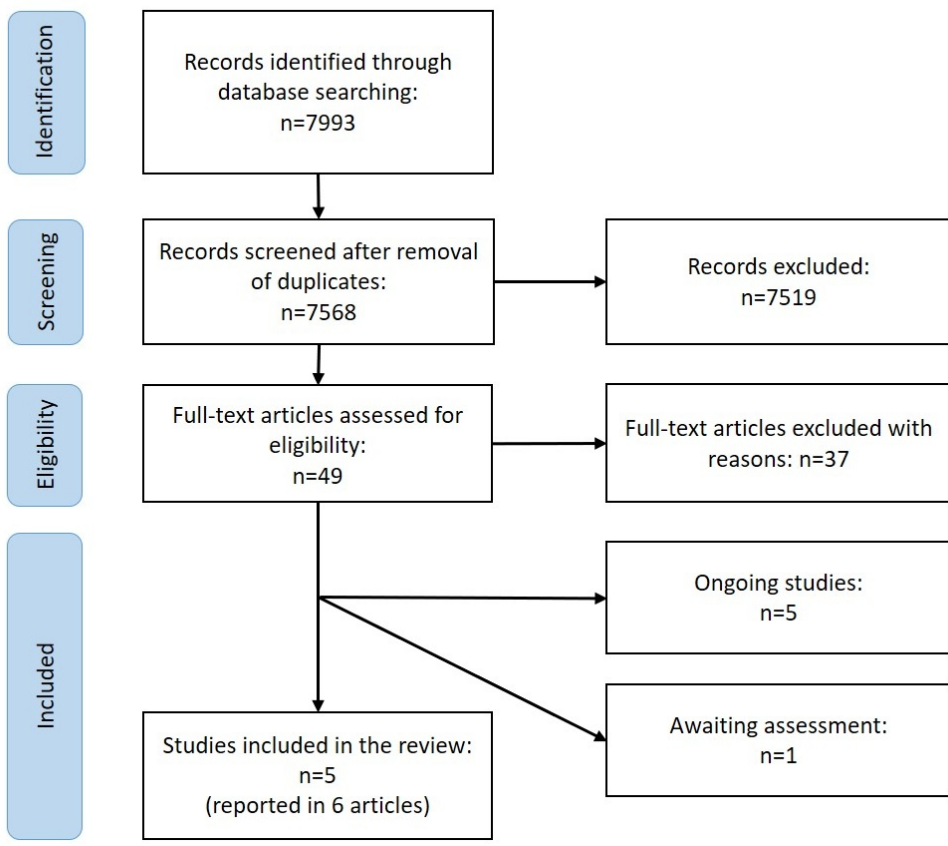 Identification
Records identified through
database searching:
n=7993
Screening
Records screened after removal
of duplicates:
n=7568
Records excluded:
n=7519
Eligibility
Full-text articles assessed for
eligibility:
n=49
Full-text articles excluded with
reasons: n=37
Included
Ongoing studies:
n=5
Awaiting assessment:
n=1
Studies included in the review:
n=5
(reported in 6 articles)